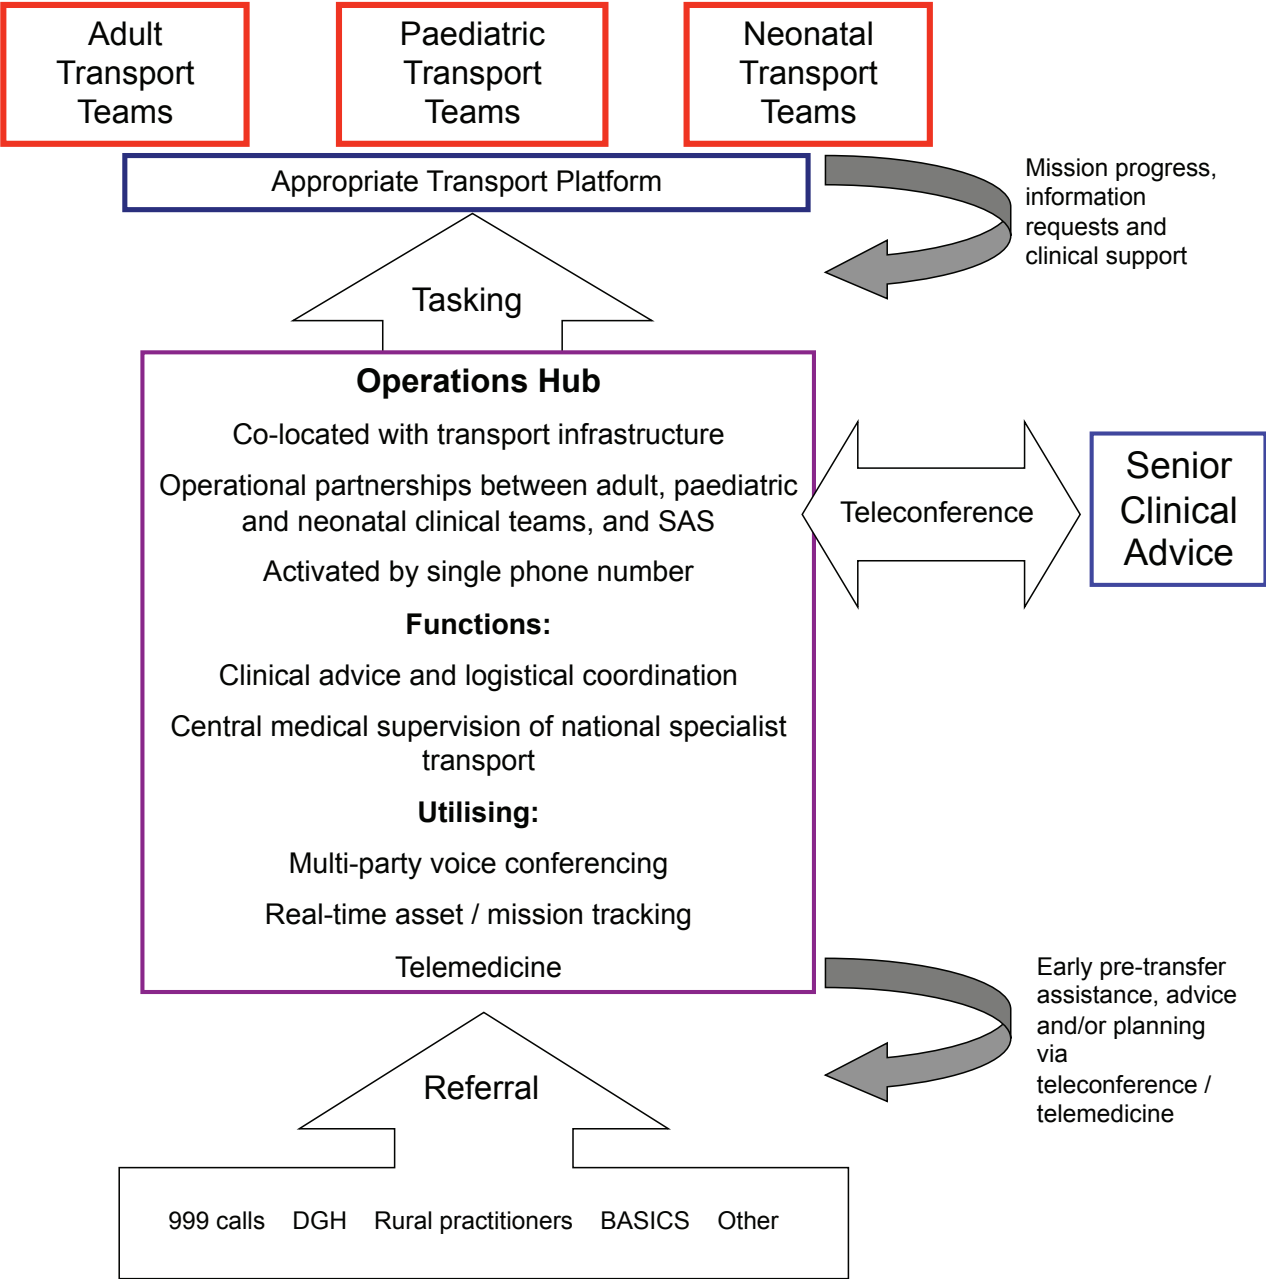 Adult
Transport
Teams
Paediatric
Transport
Teams
Neonatal
Transport
Teams
Appropriate Transport Platform
Mission progress,
information
requests and
clinical support
Tasking
Operations Hub
Co-located with transport infrastructure
Operational partnerships between adult, paediatric
and neonatal clinical teams, and SAS
Activated by single phone number
Functions:
Clinical advice and logistical coordination
Central medical supervision of national specialist
transport
Utilising:
Multi-party voice conferencing
Real-time asset / mission tracking
Telemedicine
Teleconference
Senior
Clinical
Advice
Early pre-transfer
assistance, advice
and/or planning
via
teleconference /
telemedicine
Referral
999 calls DGH Rural practitioners BASICS Other